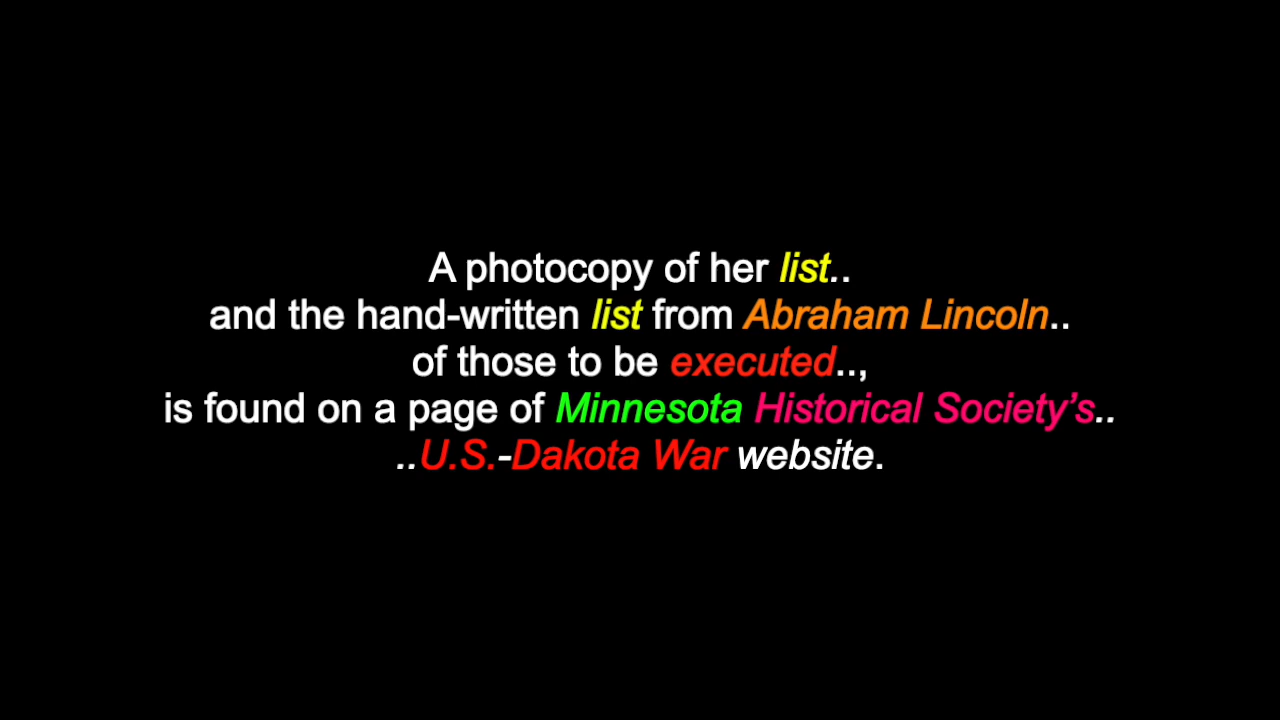 A photocopy of her list..
and the hand-written list from Abraham Lincoln..
of those to be executed..,
is found on a page of Minnesota Historical Society’s..
..U.S.-Dakota War website.